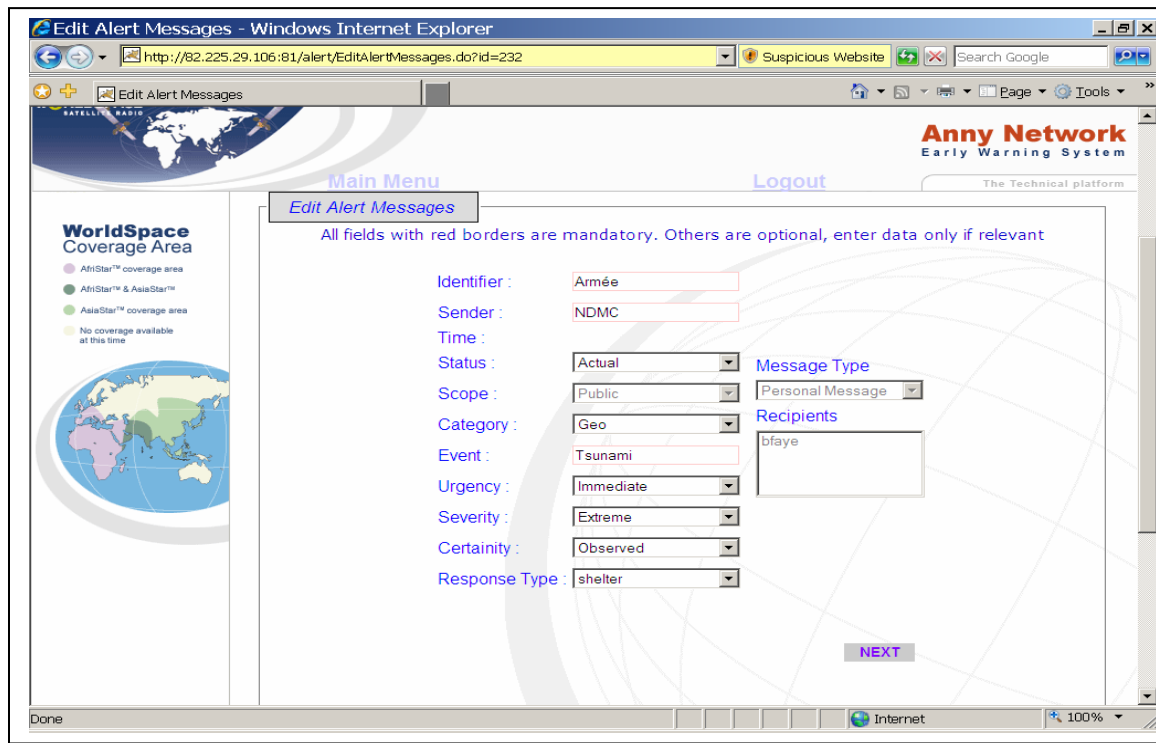 Edit Alert Messages - Windows Internet Explorer
http://82.225.29.106:81/alert/EditAlertMessages.do?id=232
Suspicious Website
Search Google
Edit Alert Messages
Page
Tools
»
SATELLITE RADIO
Anny Network
Early Warning System
Main Menu
Logout
The Technical platform
Edit Alert Messages
All fields with red borders are mandatory. Others are optional, enter data only if relevant
WorldSpace
Coverage Area
AfriStar™ coverage area
AfriStar™ & AsiaStar™
AsiaStar™ coverage area
No coverage available
at this time
Identifier : Armée
Sender : NDMC
Time :
Status : Actual
Message Type
Scope : Public
Personal Message
Category : Geo
Recipients
bfaye
Event : Tsunami
Urgency : Immediate
Severity : Extreme
Certainity : Observed
Response Type : shelter
NEXT
Done
Internet
100%